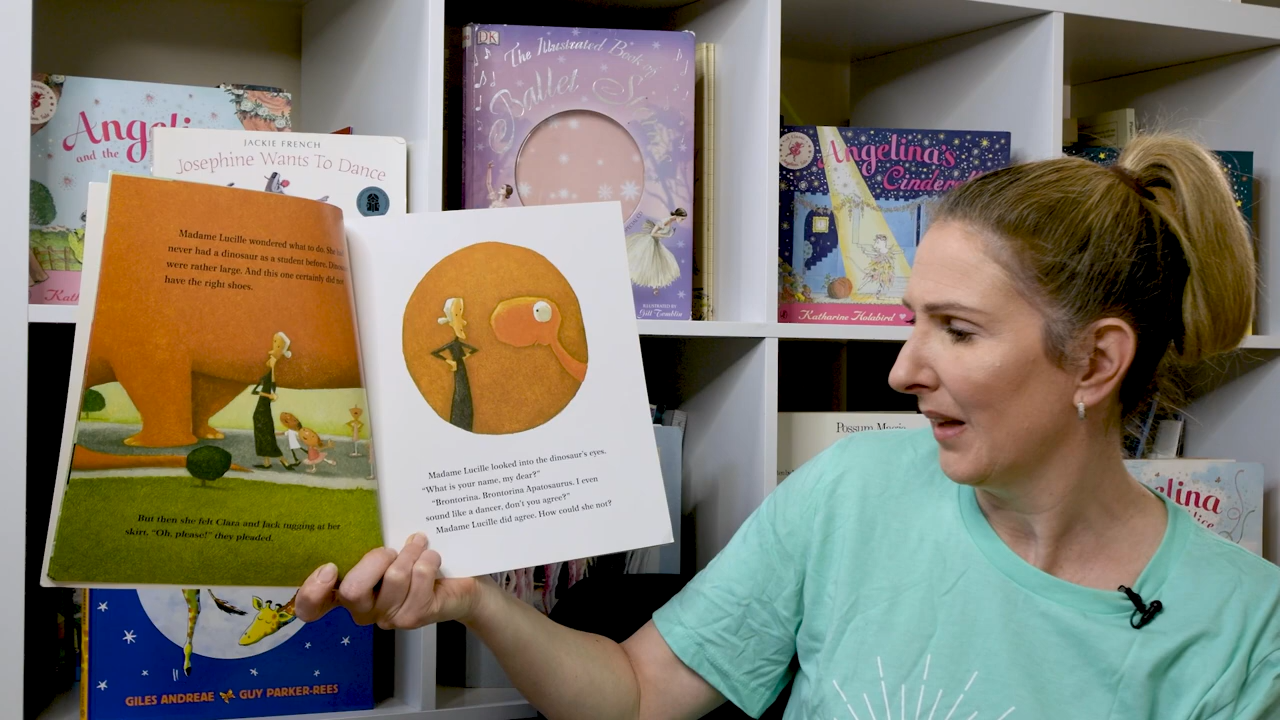 Angeli
and the
Kat
JACKIE FRENCH
Josephine Wants To Dance
DK
The Illustrated Book of
Ballet S
ILLUSTRATED BY
Gill Tomblin
Angelina's
Cinderel
Katharine Holabird
Madame Lucille wondered what to do. She had
never had a dinosaur as a student before.
were rather large. And this one certainly did not
have the right shoes.
But then she felt Clara and Jack tugging at her
skirt. "Oh, please!" they pleaded.
Madame Lucille looked into the dinosaur's eyes.
"What is your name, my dear?"
"Brontorina. Brontorina Apatosaurus. I even
sound like a dancer, don't you agree?"
Madame Lucille did agree. How could she not?
Possum Magic
elina
GILES ANDREAE GUY PARKER-REES